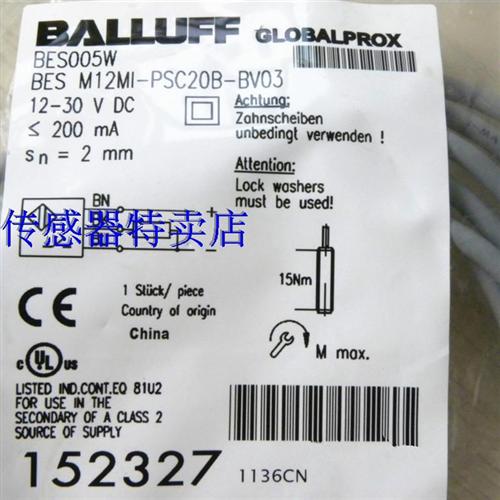 BALLUFF GLOBALPROX
BES005W
BES M12MI-PSC20B-BV03
12-30 V DC
≤ 200 mA
sn = 2 mm
Achtung:
Zahnscheiben
unbedingt verwenden !
Attention:
Lock washers
must be used!
BN
+
传感器特卖店
-
15Nm
1 Stück/ piece
Country of origin
China
M max.
CE
c UL us
LISTED IND.CONT.EQ 81U2
FOR USE IN THE
SECONDARY OF A CLASS 2
SOURCE OF SUPPLY
152327
1136CN